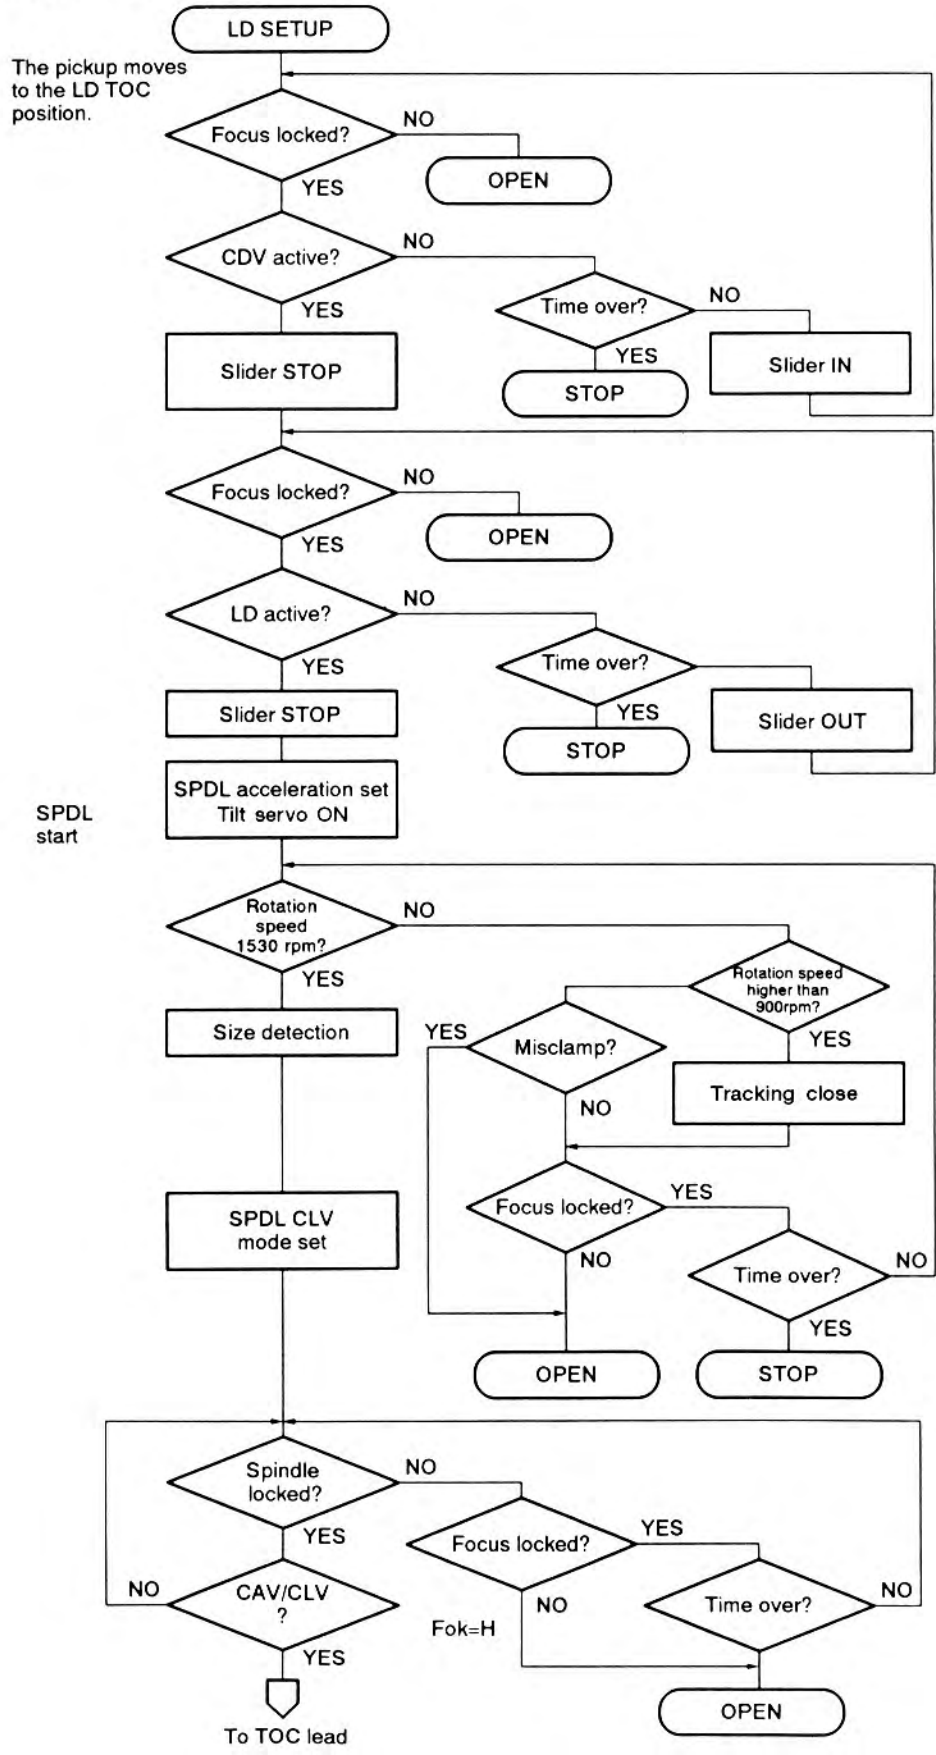 LD SETUP
The pickup moves
to the LD TOC
position.
Focus locked?
NO
OPEN
YES
CDV active?
NO
Time over?
NO
YES
YES
Slider STOP
Slider IN
STOP
Focus locked?
NO
OPEN
YES
LD active?
NO
Time over?
YES
YES
Slider STOP
Slider OUT
STOP
SPDL
start
SPDL acceleration set
Tilt servo ON
Rotation
speed
1530 rpm?
NO
YES
Rotation speed
higher than
900rpm?
YES
Size detection
YES
Misclamp?
NO
Tracking close
SPDL CLV
mode set
Focus locked?
YES
NO
Time over?
NO
YES
OPEN
STOP
Spindle
locked?
NO
YES
Focus locked?
YES
NO
NO
CAV/CLV
?
YES
Fok=H
Time over?
NO
OPEN
To TOC lead